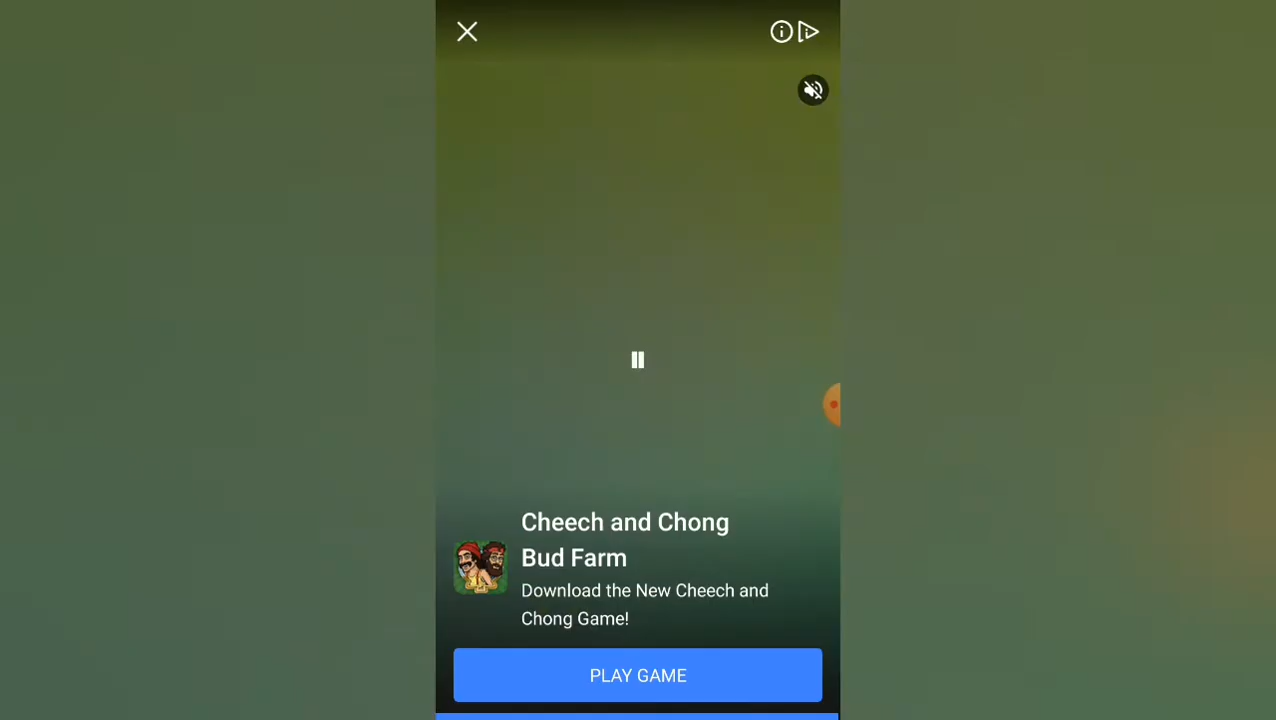 Cheech and Chong
Bud Farm
Download the New Cheech and
Chong Game!
PLAY GAME